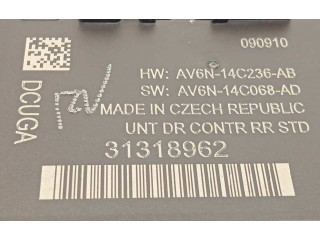 090910
HW: AV6N-14C236-AB
SW: AV6N-14C068-AD
MADE IN CZECH REPUBLIC
UNT DR CONTR RR STD
31318962
DCUGA